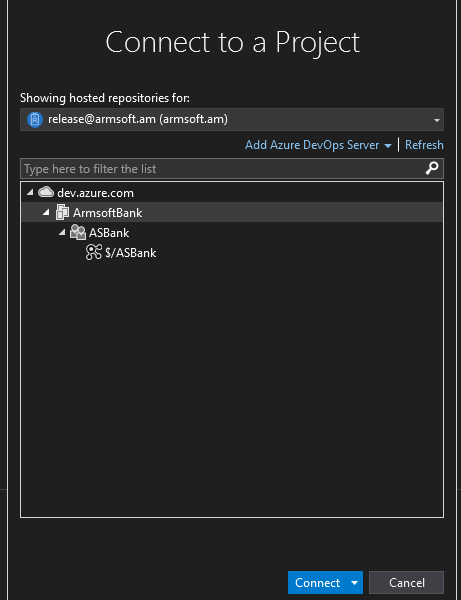 Connect to a Project
Showing hosted repositories for:
release@armsoft.am (armsoft.am)
Add Azure DevOps Server | Refresh
Type here to filter the list
dev.azure.com
ArmsoftBank
ASBank
$/ASBank
Connect
Cancel